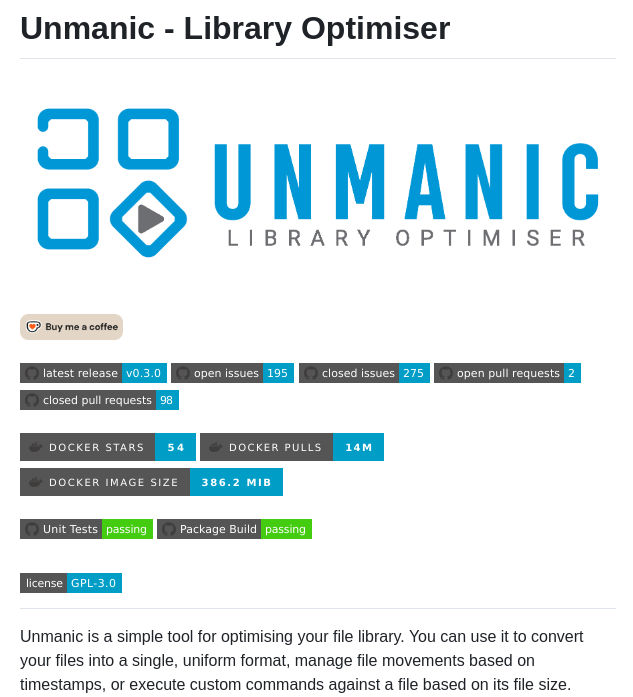 Unmanic - Library Optimiser
UNMANIC
LIBRARY OPTIMISER
Buy me a coffee
latest release v0.3.0 open issues 195 closed issues 275 open pull requests 2
closed pull requests 98
DOCKER STARS 54 DOCKER PULLS 14M
DOCKER IMAGE SIZE 386.2 MIB
Unit Tests passing Package Build passing
license GPL-3.0
Unmanic is a simple tool for optimising your file library. You can use it to convert
your files into a single, uniform format, manage file movements based on
timestamps, or execute custom commands against a file based on its file size.